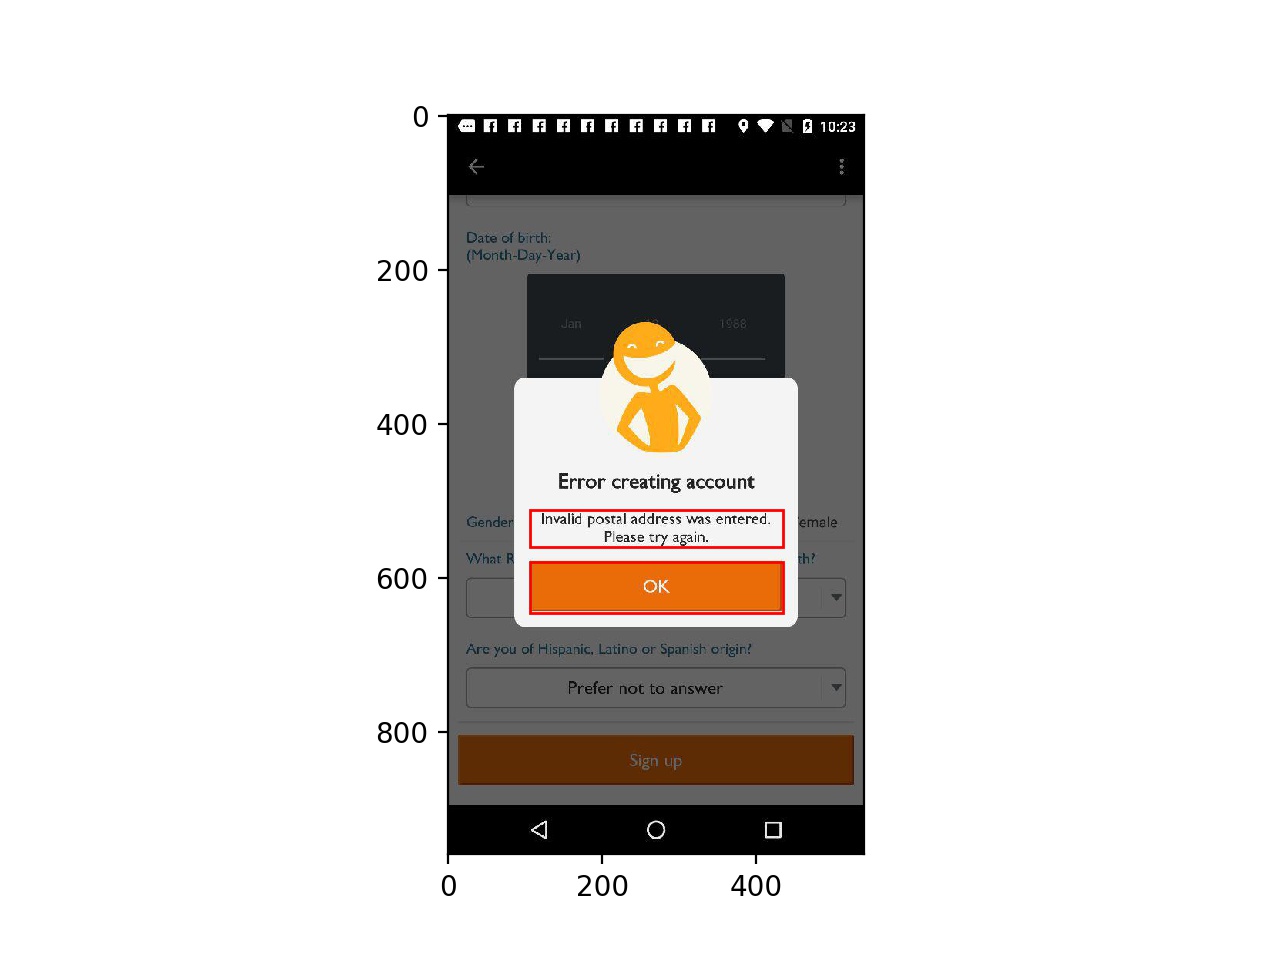 0
10:23
Date of birth:
(Month-Day-Year)
200
Jan
1988
400
Error creating account
Invalid postal address was entered.
Gender
emale
Please try again.
What R
th?
600
OK
Are you of Hispanic, Latino or Spanish origin?
Prefer not to answer
800
Sign up
0
200
400